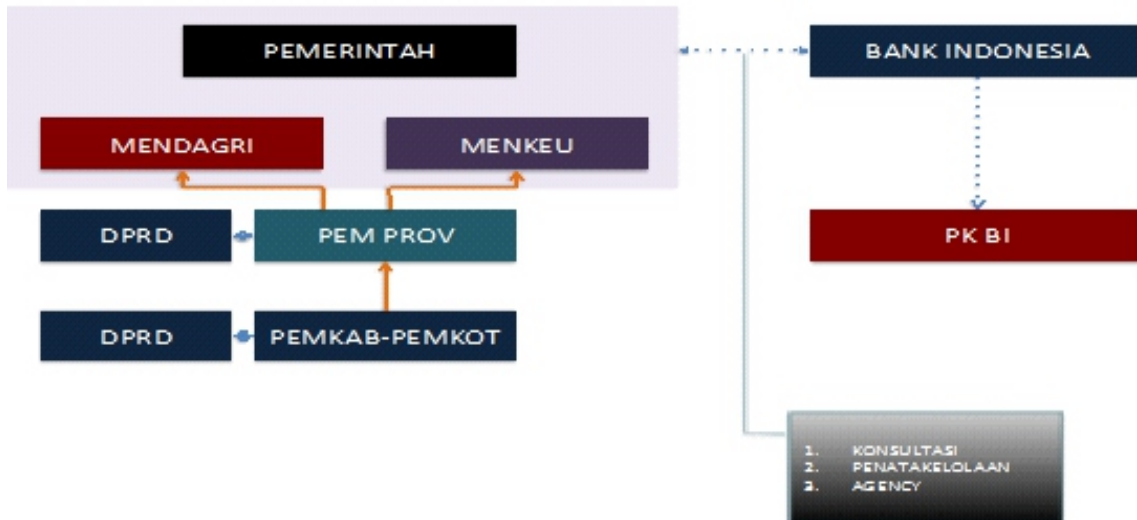 PEMERINTAH
BANK INDONESIA
MENDAGRI
MENKEU
DPRD
PEM PROV
PK BI
DPRD
PEMKAB-PEMKOT
1. KONSULTASI
2. PENATAKELOLAAN
3. AGENCY